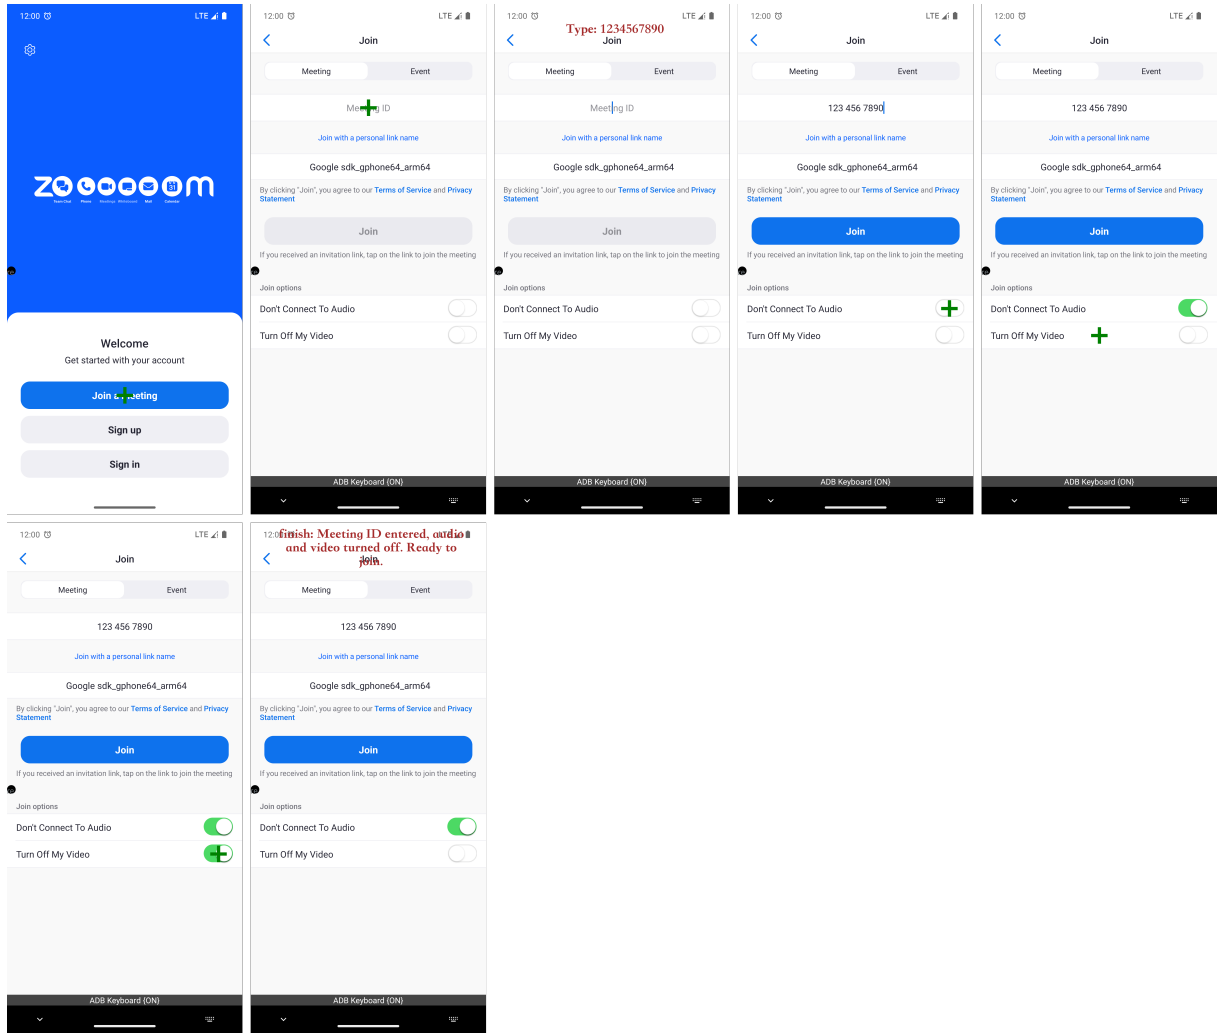 12:00 LTE
ZOOOOM
Team Chat Phone Meetings Whiteboard Mail Calendar
31
Welcome
Get started with your account
Join a Meeting
Sign up
Sign in
12:00 LTE
Join
Meeting Event
Meeting ID
Join with a personal link name
Google sdk_gphone64_arm64
By clicking "Join", you agree to our Terms of Service and Privacy
Statement
Join
If you received an invitation link, tap on the link to join the meeting
Join options
Don't Connect To Audio
Turn Off My Video
ADB Keyboard {ON}
12:00 LTE
Type: 1234567890
Join
Meeting Event
Meeting ID
Join with a personal link name
Google sdk_gphone64_arm64
By clicking "Join", you agree to our Terms of Service and Privacy
Statement
Join
If you received an invitation link, tap on the link to join the meeting
Join options
Don't Connect To Audio
Turn Off My Video
ADB Keyboard {ON}
12:00 LTE
Join
Meeting Event
123 456 7890
Join with a personal link name
Google sdk_gphone64_arm64
By clicking "Join", you agree to our Terms of Service and Privacy
Statement
Join
If you received an invitation link, tap on the link to join the meeting
Join options
Don't Connect To Audio
Turn Off My Video
ADB Keyboard {ON}
12:00 LTE
Join
Meeting Event
123 456 7890
Join with a personal link name
Google sdk_gphone64_arm64
By clicking "Join", you agree to our Terms of Service and Privacy
Statement
Join
If you received an invitation link, tap on the link to join the meeting
Join options
Don't Connect To Audio
Turn Off My Video
ADB Keyboard {ON}
12:00 LTE
Join
Meeting Event
123 456 7890
Join with a personal link name
Google sdk_gphone64_arm64
By clicking "Join", you agree to our Terms of Service and Privacy
Statement
Join
If you received an invitation link, tap on the link to join the meeting
Join options
Don't Connect To Audio
Turn Off My Video
ADB Keyboard {ON}
12:00 LTE
finish: Meeting ID entered, audio
and video turned off. Ready to
join.
Join
Meeting Event
123 456 7890
Join with a personal link name
Google sdk_gphone64_arm64
By clicking "Join", you agree to our Terms of Service and Privacy
Statement
Join
If you received an invitation link, tap on the link to join the meeting
Join options
Don't Connect To Audio
Turn Off My Video
ADB Keyboard {ON}